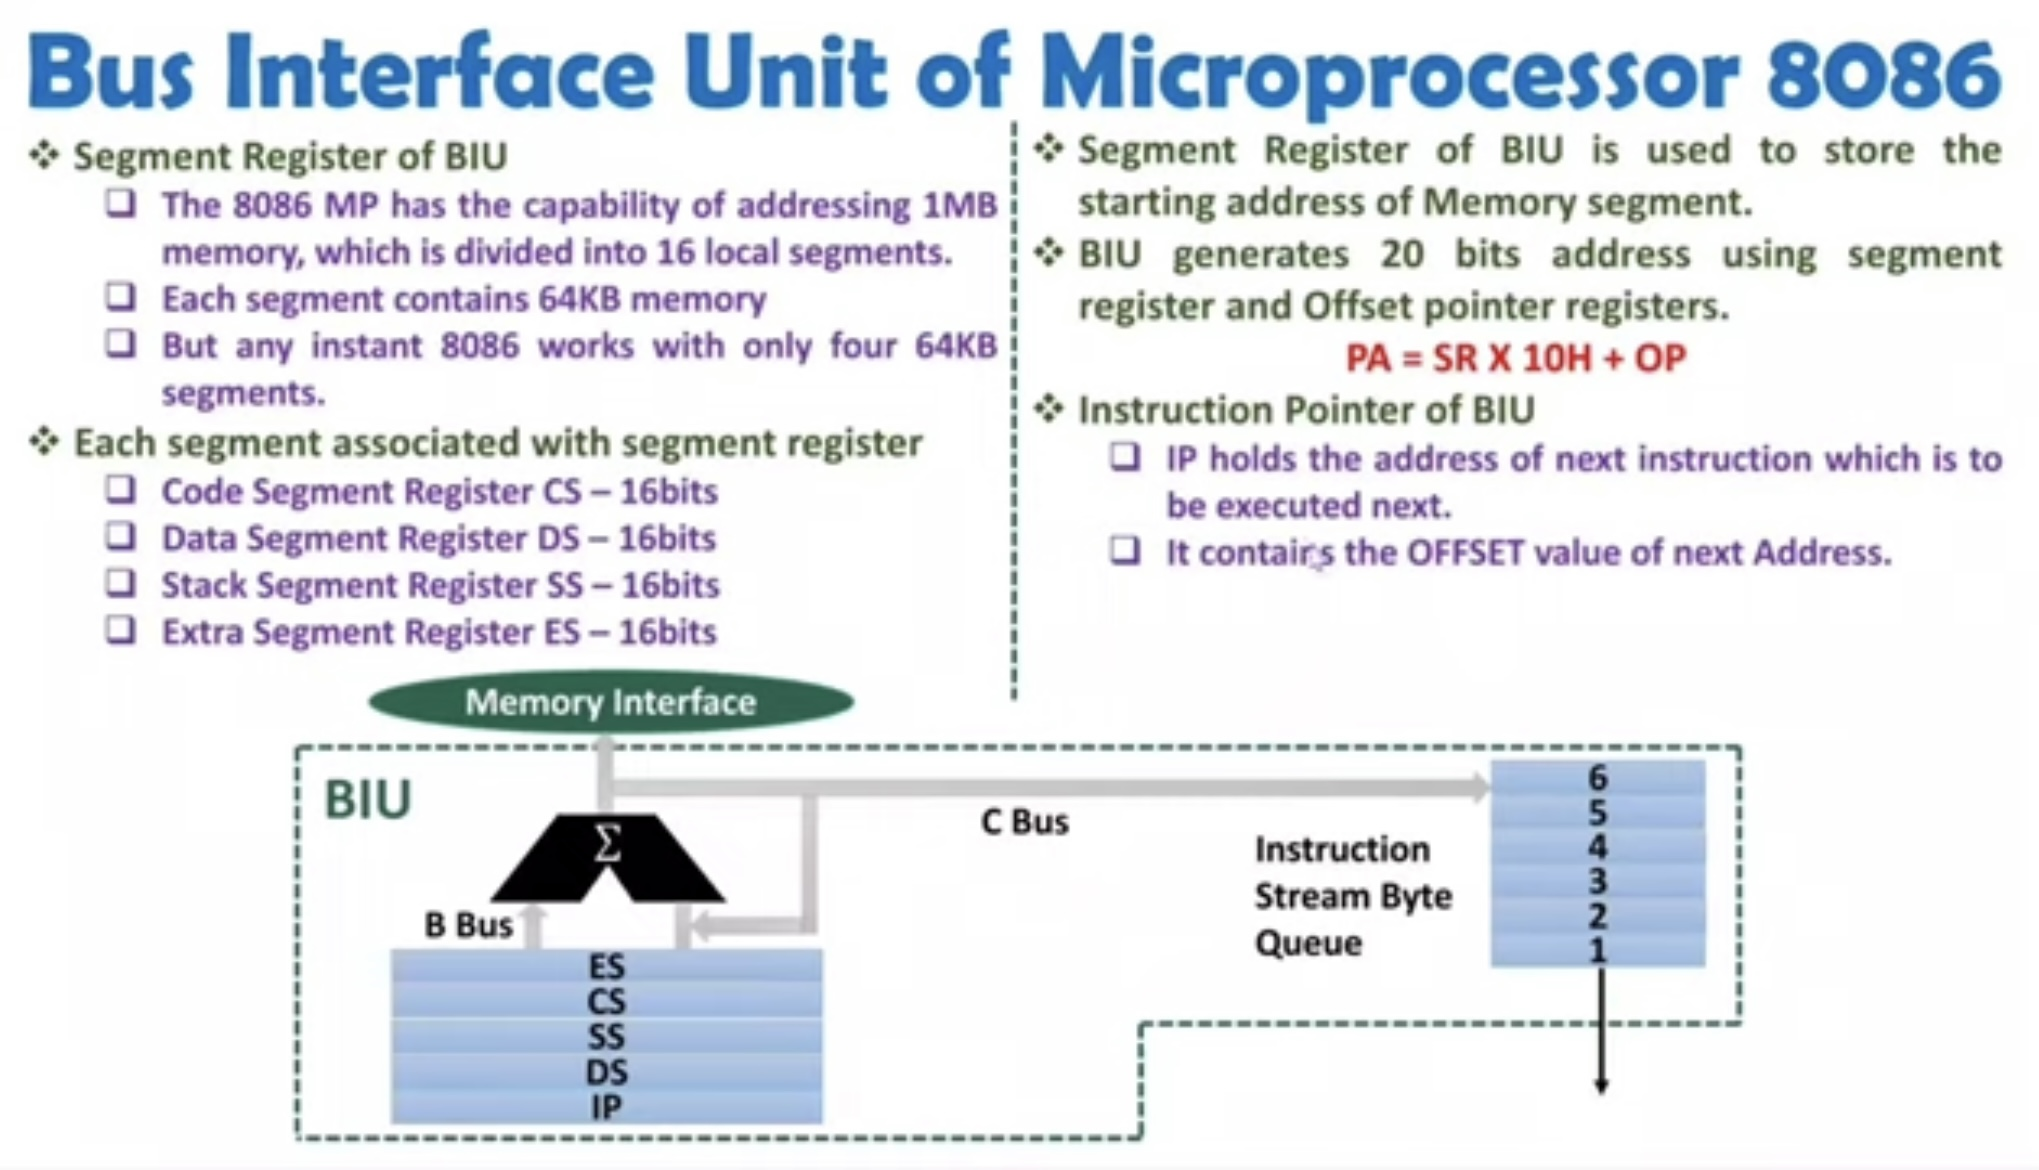 Bus Interface Unit of Microprocessor 8086
Segment Register of BIU
The 8086 MP has the capability of addressing 1MB
memory, which is divided into 16 local segments.
Each segment contains 64KB memory
But any instant 8086 works with only four 64KB
segments.
Each segment associated with segment register
Code Segment Register CS – 16bits
Data Segment Register DS – 16bits
Stack Segment Register SS – 16bits
Extra Segment Register ES – 16bits
Segment Register of BIU is used to store the
starting address of Memory segment.
BIU generates 20 bits address using segment
register and Offset pointer registers.
PA = SR X 10H + OP
Instruction Pointer of BIU
IP holds the address of next instruction which is to
be executed next.
It contains the OFFSET value of next Address.
Memory Interface
BIU
Σ
B Bus
C Bus
ES
CS
SS
DS
IP
Instruction
Stream Byte
Queue
6
5
4
3
2
1